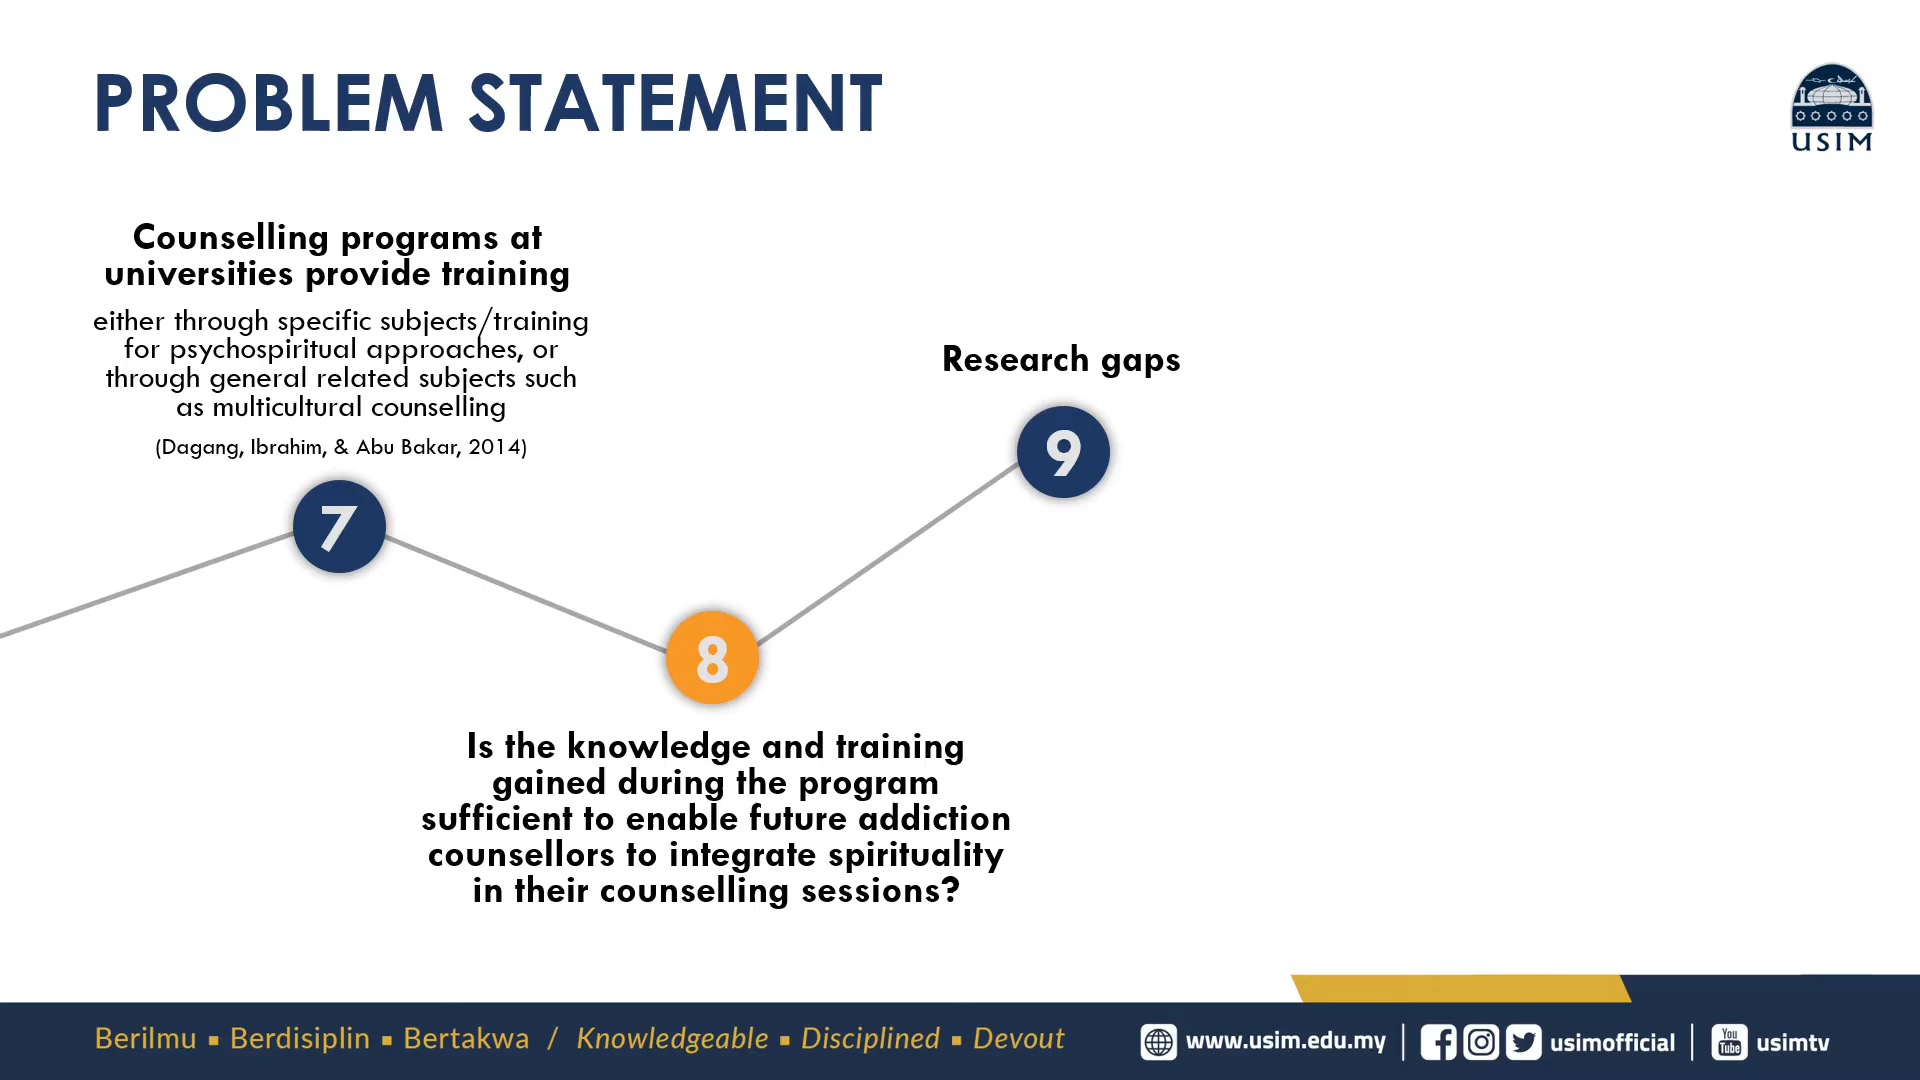 PROBLEM STATEMENT
USIM
Counselling programs at
universities provide training
either through specific subjects/training
for psychospiritual approaches, or
through general related subjects such
as multicultural counselling
(Dagang, Ibrahim, & Abu Bakar, 2014)
7
8
Is the knowledge and training
gained during the program
sufficient to enable future addiction
counsellors to integrate spirituality
in their counselling sessions?
Research gaps
9
Berilmu ▪ Berdisiplin ▪ Bertakwa / Knowledgeable ▪ Disciplined ▪ Devout
www.usim.edu.my | usimofficial | You Tube usimtv